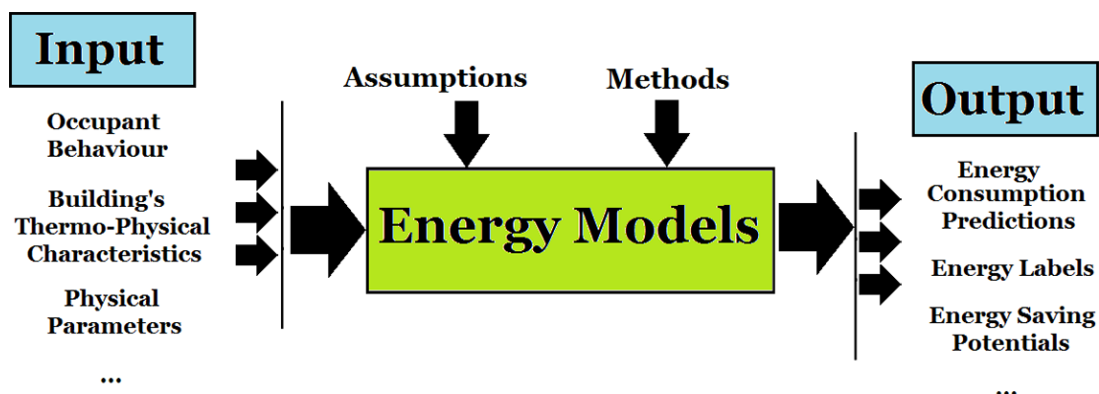 Input
Occupant
Behaviour
Building's
Thermo-Physical
Characteristics
Physical
Parameters
...
Assumptions
Methods
Energy Models
Output
Energy
Consumption
Predictions
Energy Labels
Energy Saving
Potentials
...